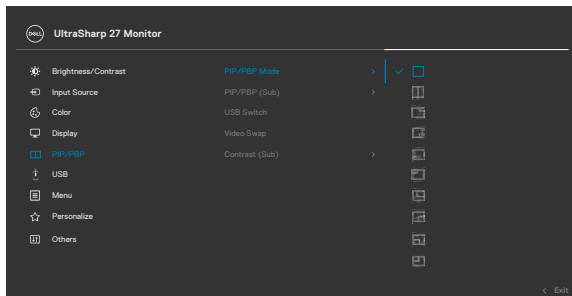 DELL UltraSharp 27 Monitor
Brightness/Contrast PIP/PBP Mode
Input Source PIP/PBP (Sub)
Color USB Switch
Display Video Swap
PIP/PBP Contrast (Sub)
USB
Menu
Personalize
Others
Exit